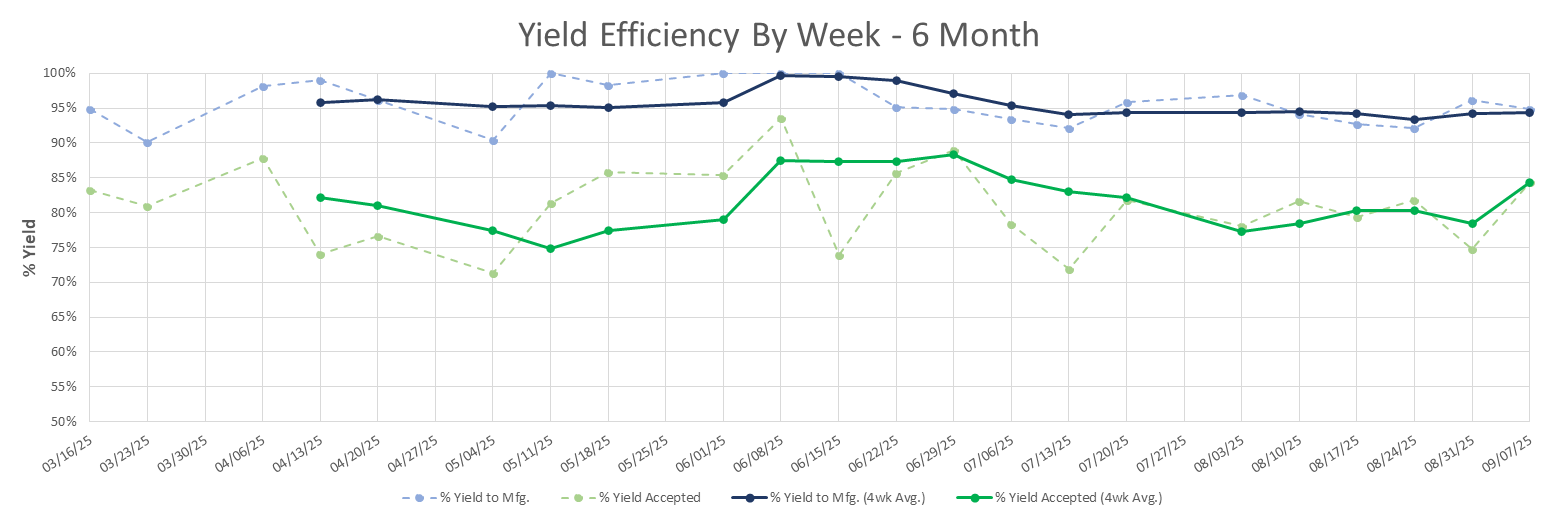 Yield Efficiency By Week - 6 Month
% Yield
100%
95%
90%
85%
80%
75%
70%
65%
60%
55%
50%
03/16/25 03/23/25 03/30/25 04/06/25 04/13/25 04/20/25 04/27/25 05/04/25 05/11/25 05/18/25 05/25/25 06/01/25 06/08/25 06/15/25 06/22/25 06/29/25 07/06/25 07/13/25 07/20/25 07/27/25 08/03/25 08/10/25 08/17/25 08/24/25 08/31/25 09/07/25
% Yield to Mfg. % Yield Accepted % Yield to Mfg. (4wk Avg.) % Yield Accepted (4wk Avg.)